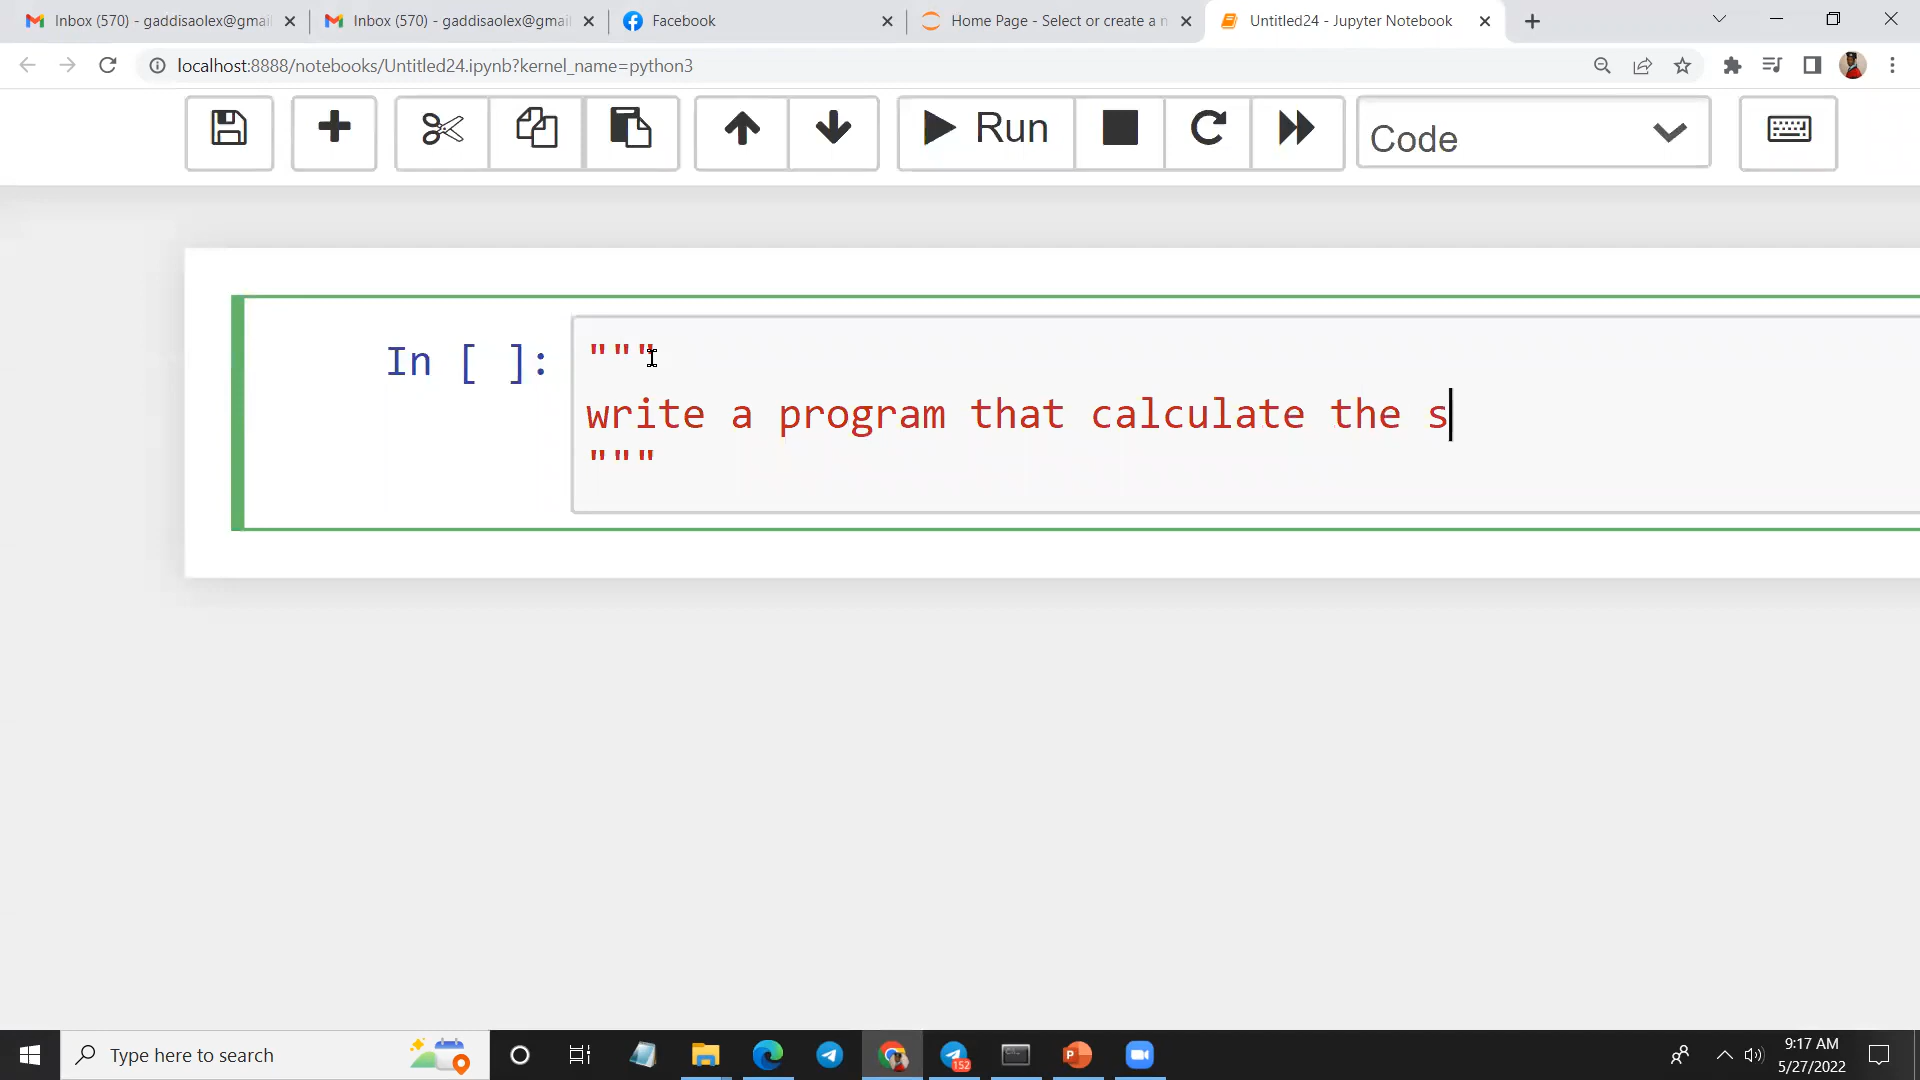 Inbox (570) - gaddisaolex@gmail
Inbox (570) - gaddisaolex@gmail
Facebook
Home Page - Select or create a n
Untitled24 - Jupyter Notebook
localhost:8888/notebooks/Untitled24.ipynb?kernel_name=python3
Run
Code
In [ ]:
"""
write a program that calculate the s
"""
Type here to search
152
9:17 AM
5/27/2022